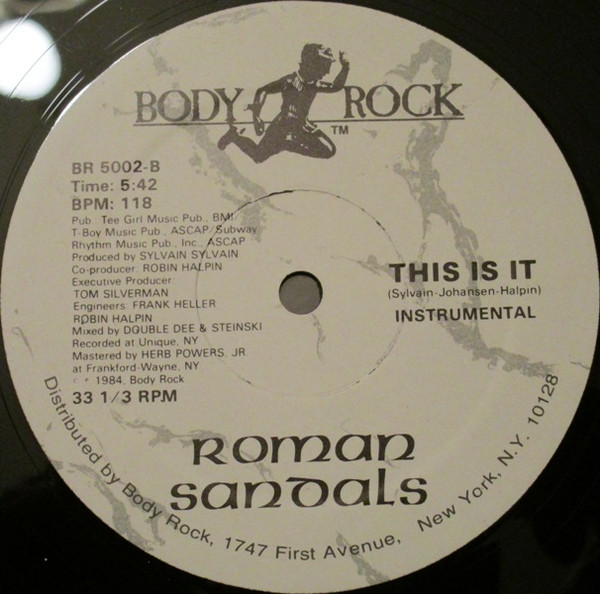 BODY ROCK
TM
BR 5002-B
Time: 5:42
BPM: 118
Pub. Tee Girl Music Pub., BMI
T-Boy Music Pub., ASCAP/Subway
Rhythm Music Pub., Inc., ASCAP
Produced by SYLVAIN SYLVAIN
Co-producer: ROBIN HALPIN
Executive Producer:
TOM SILVERMAN
Engineers: FRANK HELLER
ROBIN HALPIN
Mixed by DOUBLE DEE & STEINSKI
Recorded at Unique, NY
Mastered by HERB POWERS, JR.
at Frankford-Wayne, NY
1984, Body Rock
33 1/3 RPM
THIS IS IT
(Sylvain-Johansen-Halpin)
INSTRUMENTAL
Roman
Sandals
Distributed by Body Rock, 1747 First Avenue, New York, N.Y. 10128